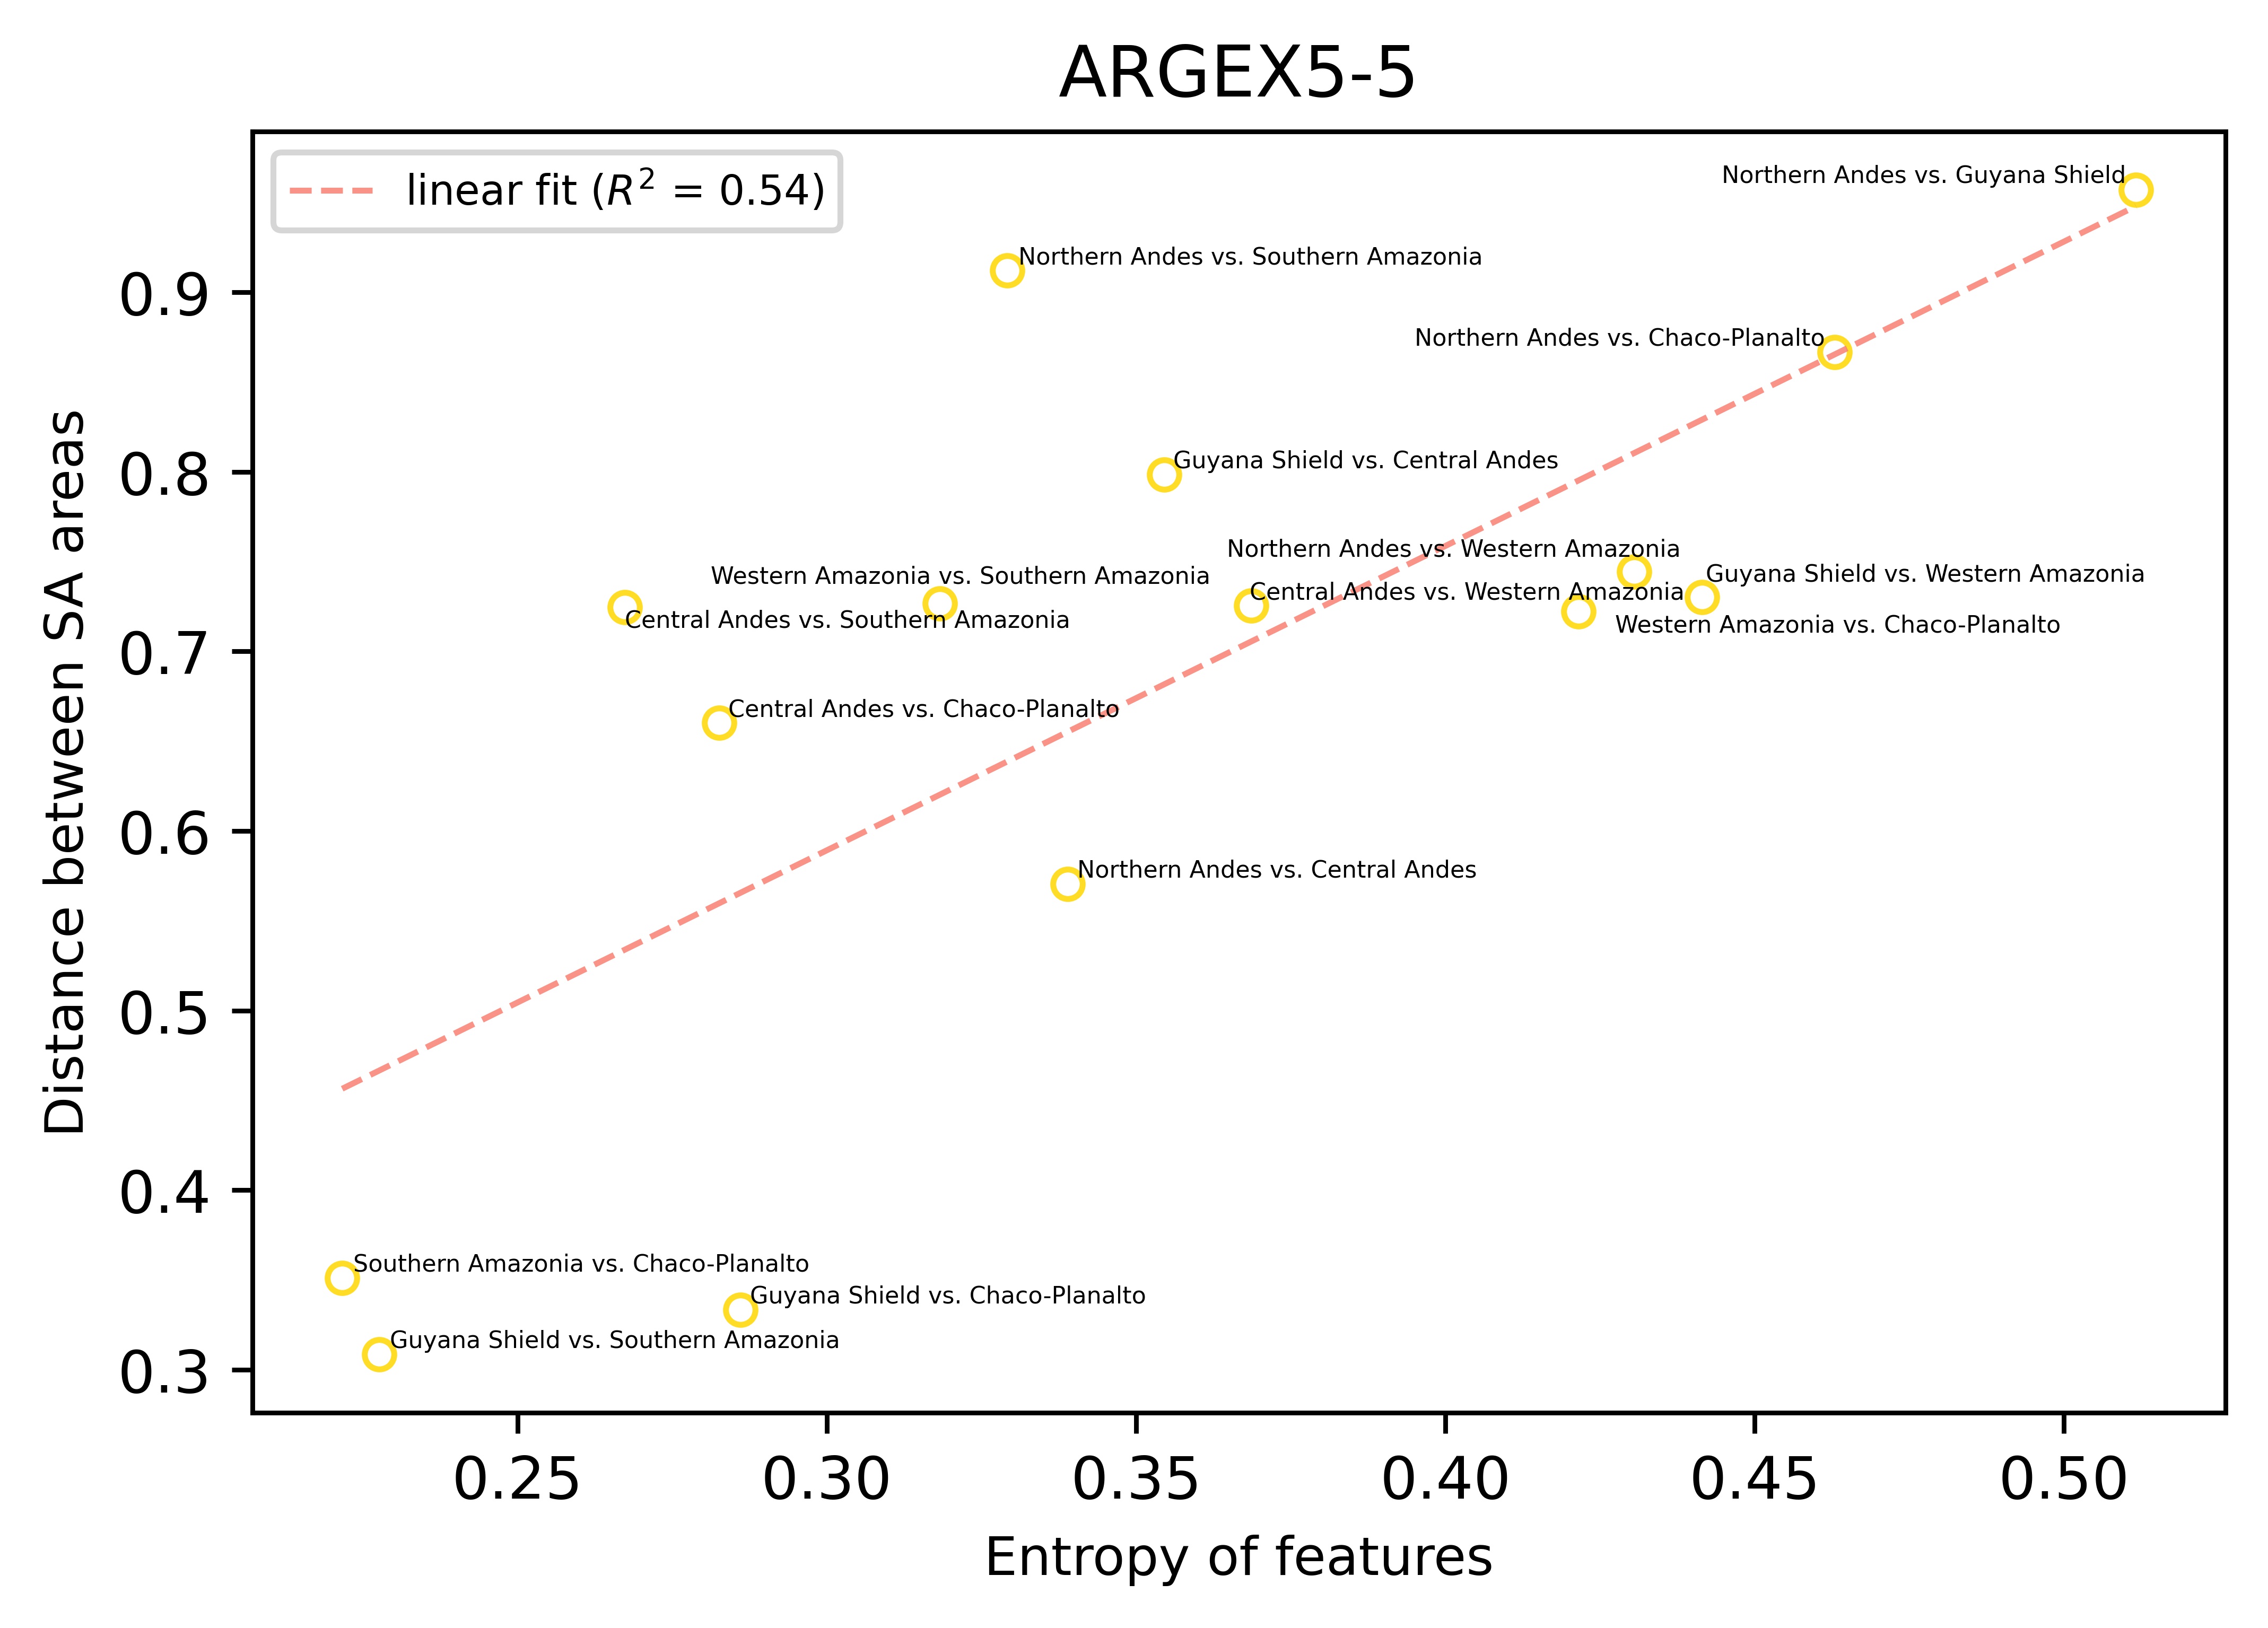 ARGEX5-5
linear fit (R² = 0.54)
Northern Andes vs. Guyana Shield
Northern Andes vs. Southern Amazonia
Northern Andes vs. Chaco-Planalto
Guyana Shield vs. Central Andes
Northern Andes vs. Western Amazonia
Western Amazonia vs. Southern Amazonia
Guyana Shield vs. Western Amazonia
Central Andes vs. Western Amazonia
Central Andes vs. Southern Amazonia
Western Amazonia vs. Chaco-Planalto
Central Andes vs. Chaco-Planalto
Northern Andes vs. Central Andes
Southern Amazonia vs. Chaco-Planalto
Guyana Shield vs. Chaco-Planalto
Guyana Shield vs. Southern Amazonia
Distance between SA areas
0.9
0.8
0.7
0.6
0.5
0.4
0.3
0.25 0.30 0.35 0.40 0.45 0.50
Entropy of features